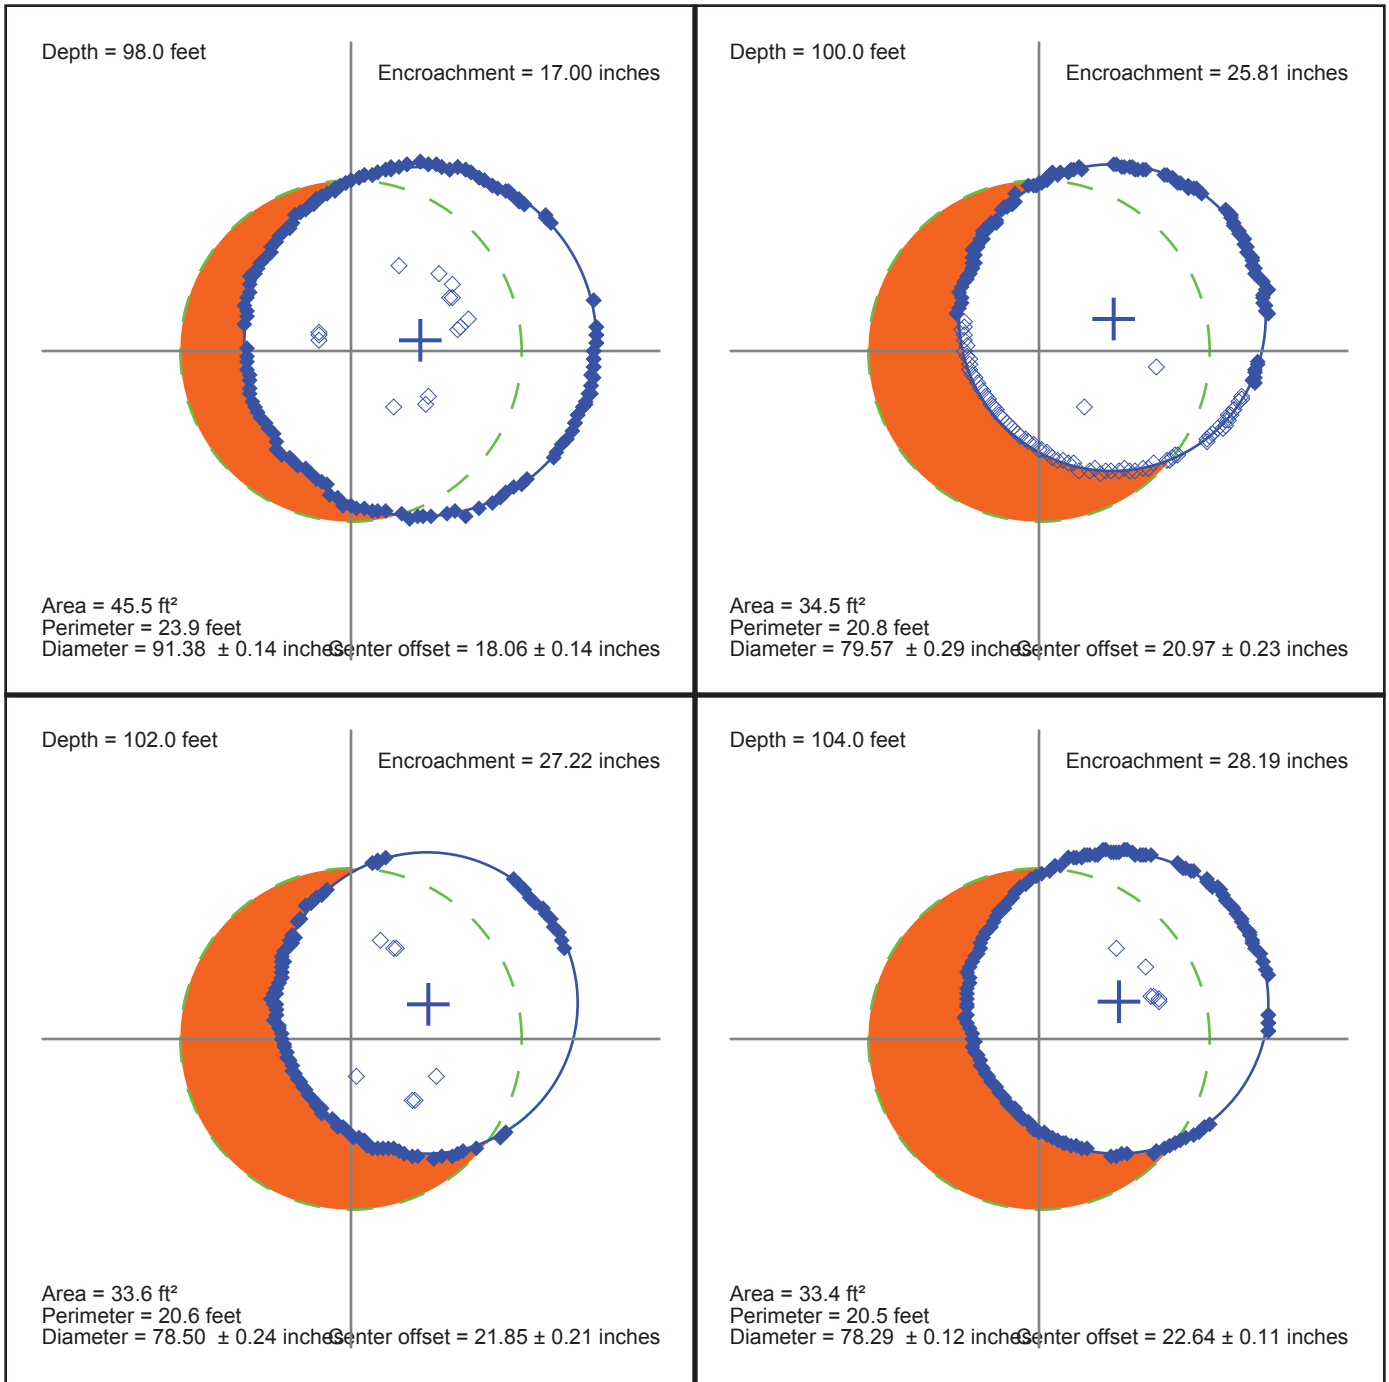 Depth = 98.0 feet
Encroachment = 17.00 inches
Area = 45.5 ft²
Perimeter = 23.9 feet
Diameter = 91.38 ± 0.14 inches
Center offset = 18.06 ± 0.14 inches
Depth = 100.0 feet
Encroachment = 25.81 inches
Area = 34.5 ft²
Perimeter = 20.8 feet
Diameter = 79.57 ± 0.29 inches
Center offset = 20.97 ± 0.23 inches
Depth = 102.0 feet
Encroachment = 27.22 inches
Area = 33.6 ft²
Perimeter = 20.6 feet
Diameter = 78.50 ± 0.24 inches
Center offset = 21.85 ± 0.21 inches
Depth = 104.0 feet
Encroachment = 28.19 inches
Area = 33.4 ft²
Perimeter = 20.5 feet
Diameter = 78.29 ± 0.12 inches
Center offset = 22.64 ± 0.11 inches